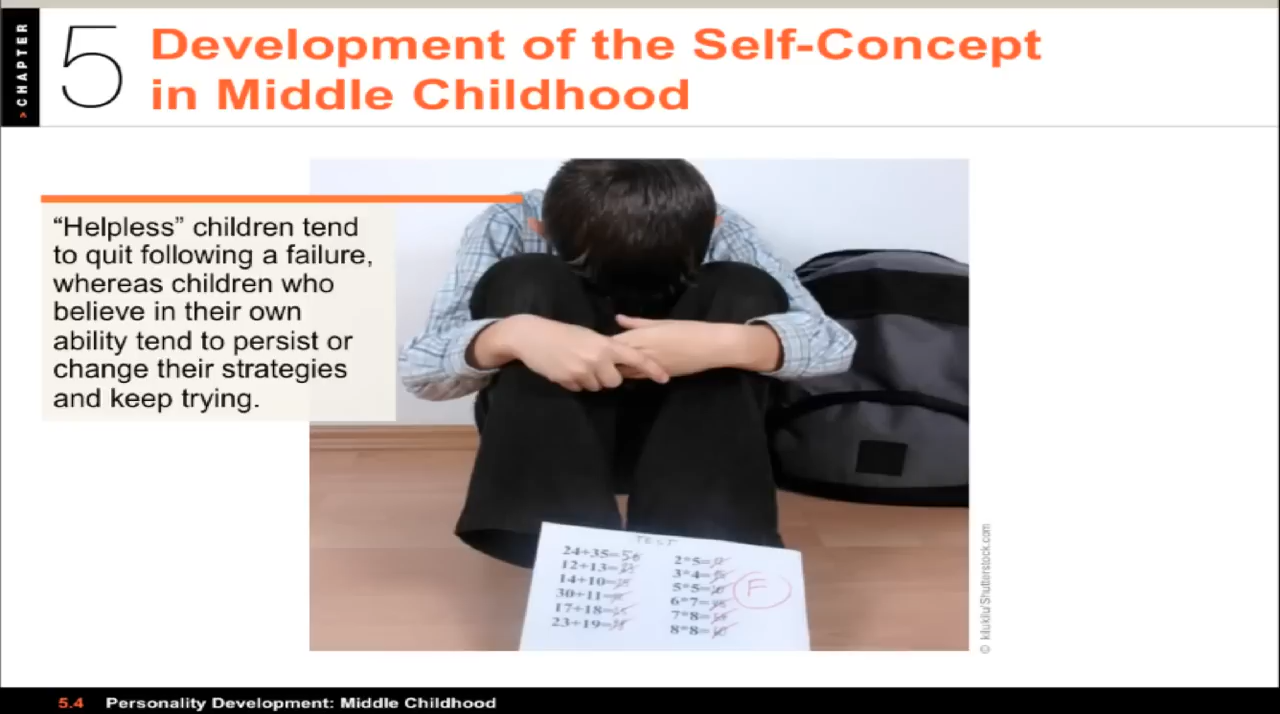 CHAPTER
5
Development of the Self-Concept
in Middle Childhood
“Helpless” children tend
to quit following a failure,
whereas children who
believe in their own
ability tend to persist or
change their strategies
and keep trying.
TEST
24+35=56
12+13=
14+10=
30+11=
17+18=
23+19=
2*5=
3*4=
5*5=
6*7=
7*8=
8*8=
F
© kilukilu/Shutterstock.com
5.4 Personality Development: Middle Childhood